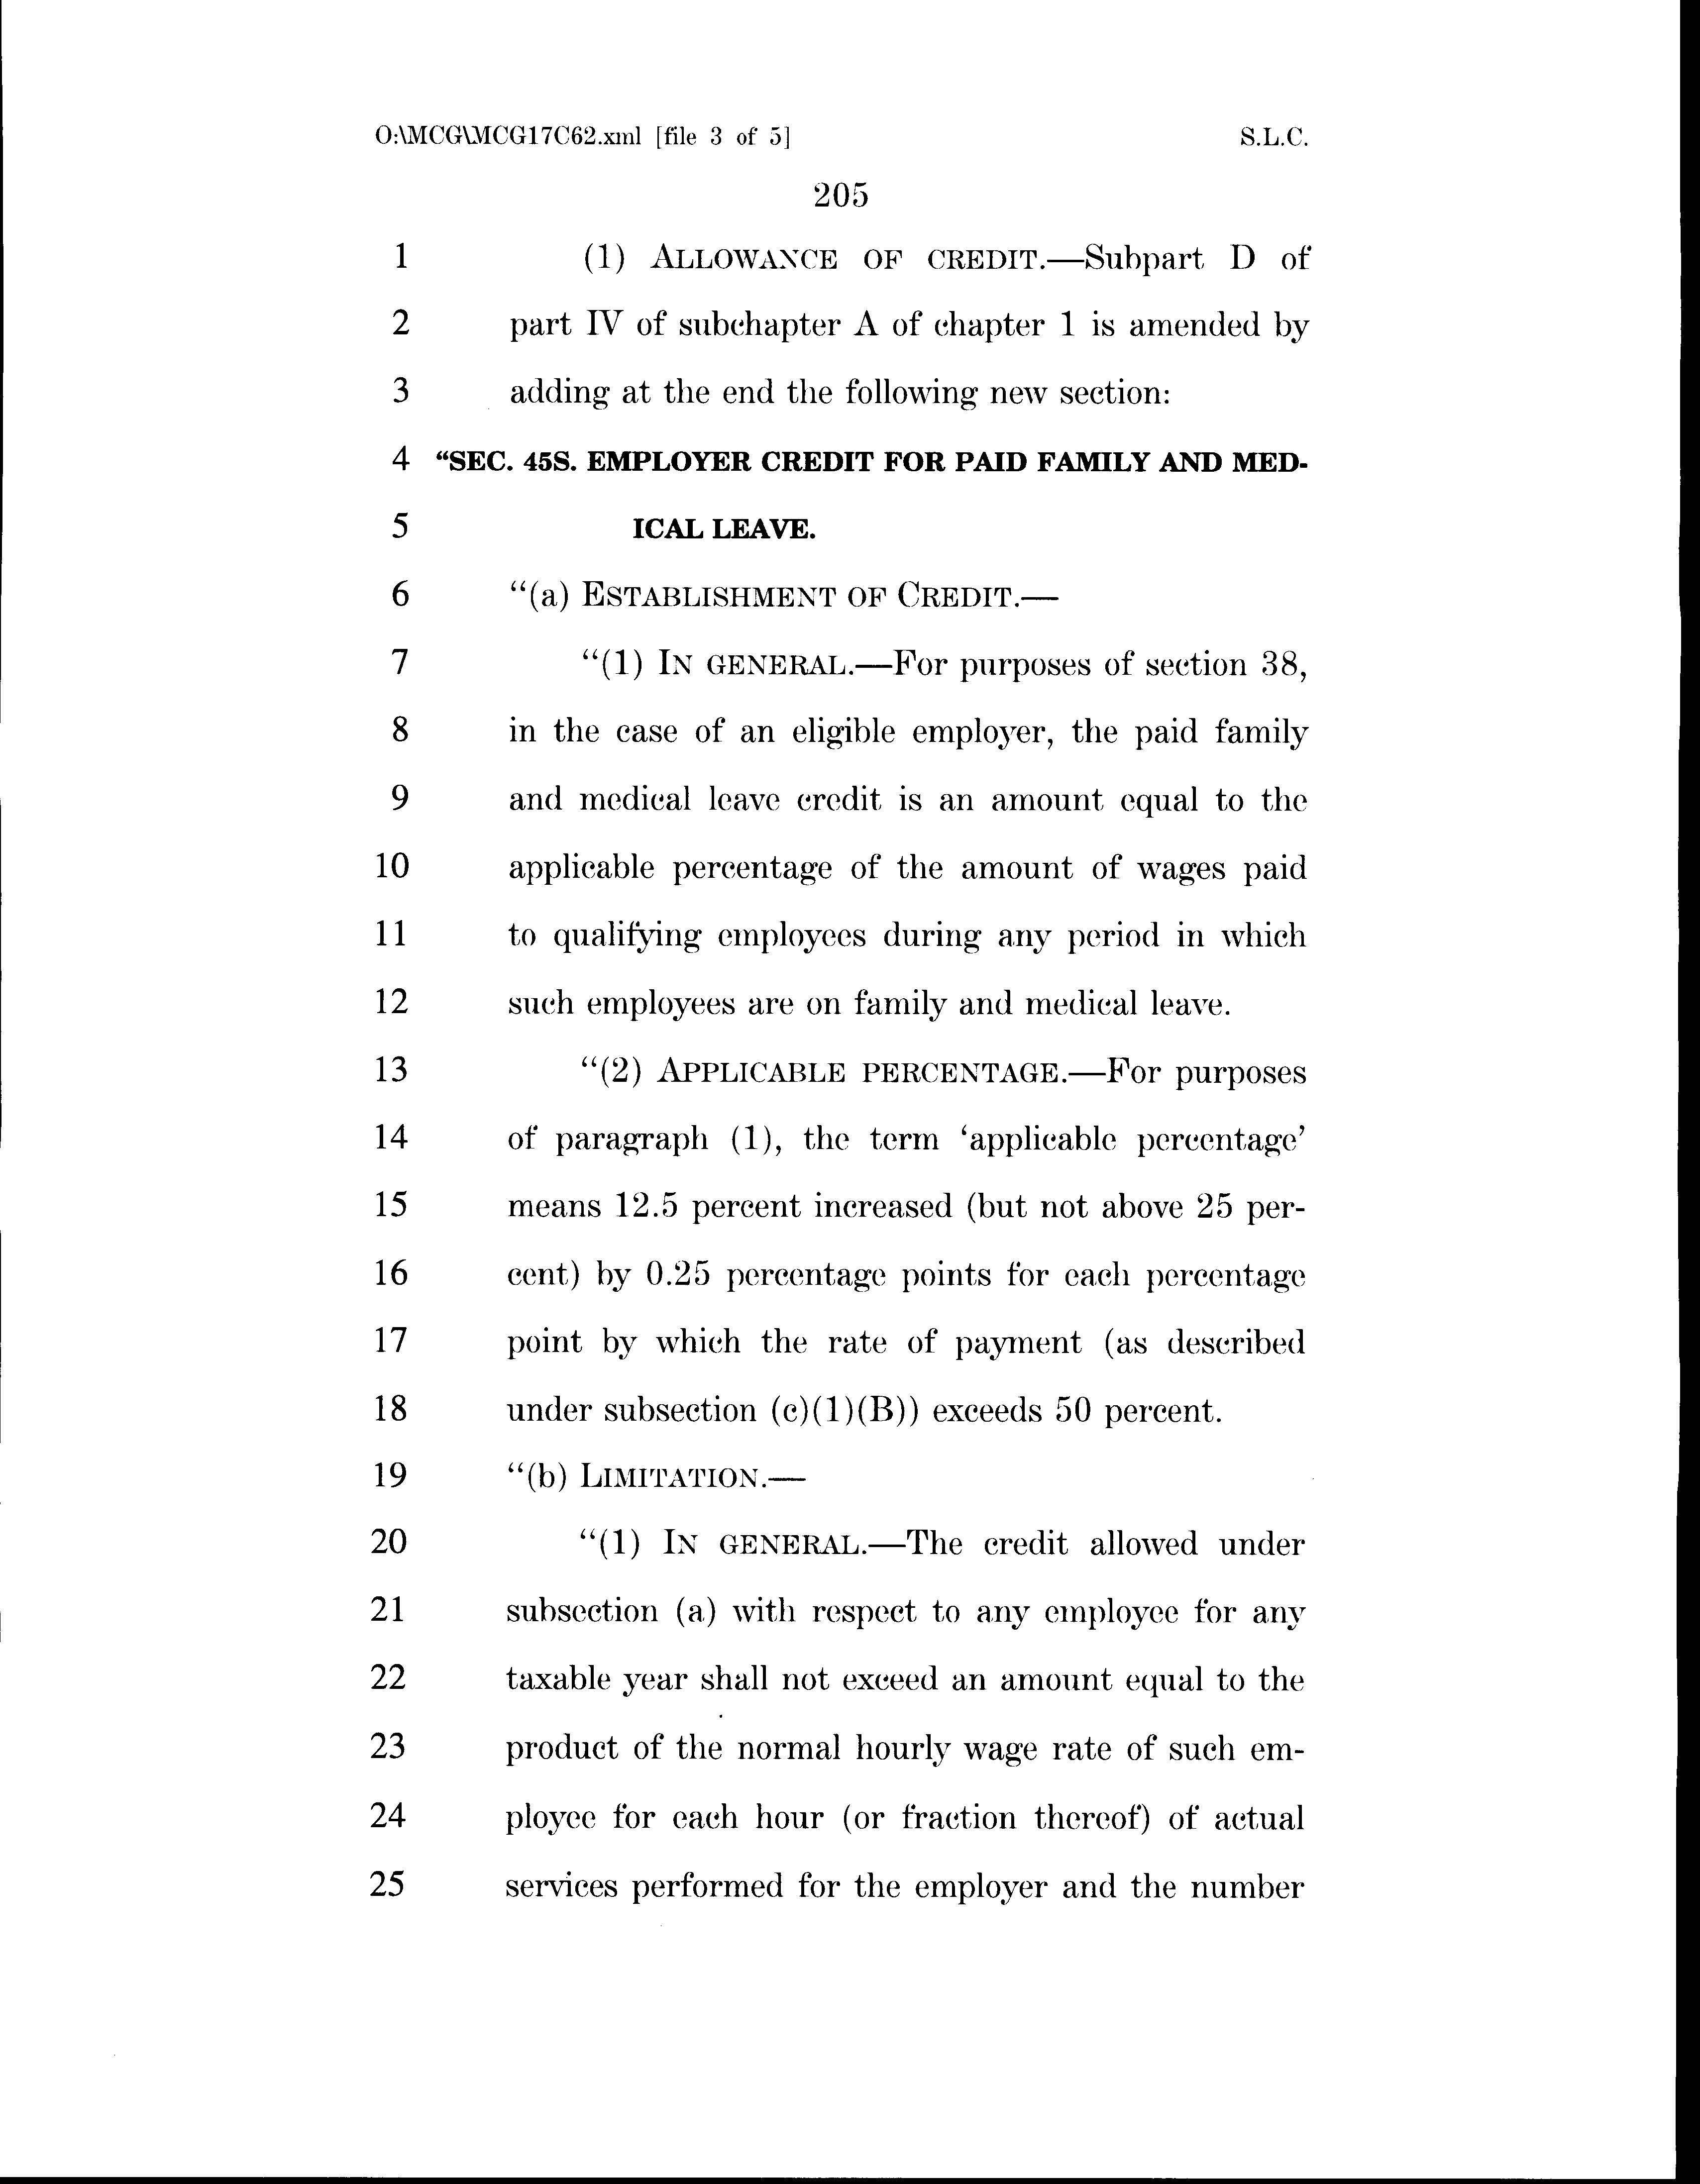 O:\MCG\MCG17C62.xml [file 3 of 5] S.L.C.
205
1 (1) ALLOWANCE OF CREDIT.—Subpart D of
2 part IV of subchapter A of chapter 1 is amended by
3 adding at the end the following new section:
4 “SEC. 45S. EMPLOYER CREDIT FOR PAID FAMILY AND MED-
5 ICAL LEAVE.
6 “(a) ESTABLISHMENT OF CREDIT.—
7 “(1) IN GENERAL.—For purposes of section 38,
8 in the case of an eligible employer, the paid family
9 and medical leave credit is an amount equal to the
10 applicable percentage of the amount of wages paid
11 to qualifying employees during any period in which
12 such employees are on family and medical leave.
13 “(2) APPLICABLE PERCENTAGE.—For purposes
14 of paragraph (1), the term ‘applicable percentage’
15 means 12.5 percent increased (but not above 25 per-
16 cent) by 0.25 percentage points for each percentage
17 point by which the rate of payment (as described
18 under subsection (c)(1)(B)) exceeds 50 percent.
19 “(b) LIMITATION.—
20 “(1) IN GENERAL.—The credit allowed under
21 subsection (a) with respect to any employee for any
22 taxable year shall not exceed an amount equal to the
23 product of the normal hourly wage rate of such em-
24 ployee for each hour (or fraction thereof) of actual
25 services performed for the employer and the number